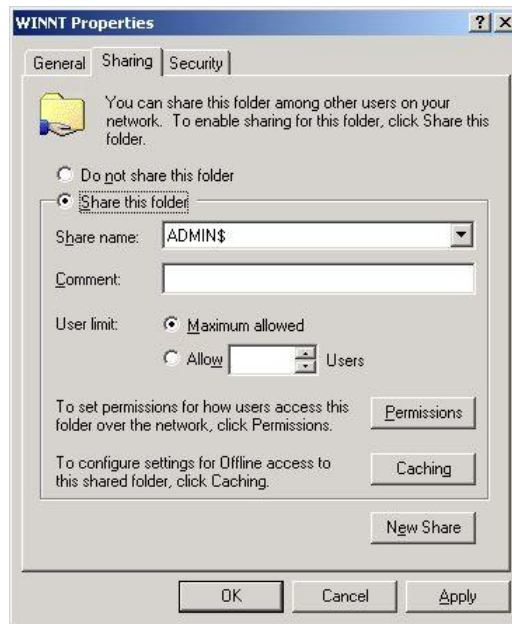 WINNT Properties
General Sharing Security
You can share this folder among other users on your
network. To enable sharing for this folder, click Share this
folder.
Do not share this folder
Share this folder
Share name: ADMIN$
Comment:
User limit: Maximum allowed
Allow Users
To set permissions for how users access this
folder over the network, click Permissions.
Permissions
To configure settings for Offline access to
this shared folder, click Caching.
Caching
New Share
OK Cancel Apply